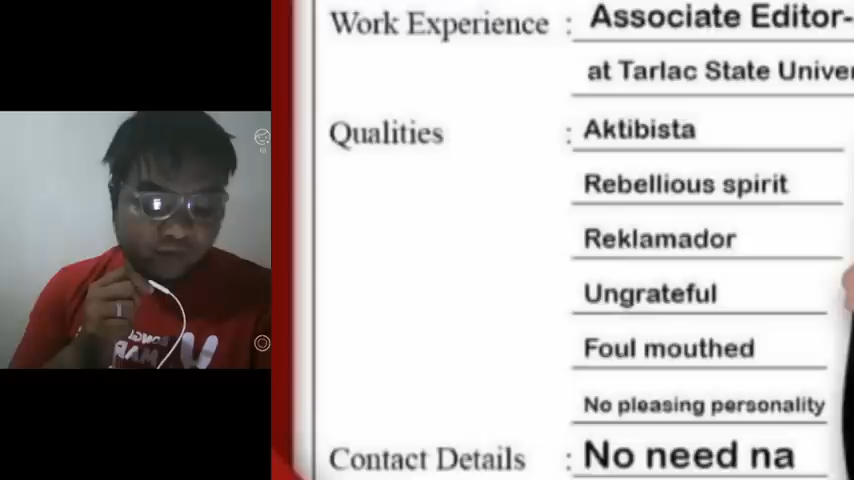 Work Experience : Associate Editor-
at Tarlac State Univer
Qualities : Aktibista
Rebellious spirit
Reklamador
Ungrateful
Foul mouthed
No pleasing personality
Contact Details : No need na